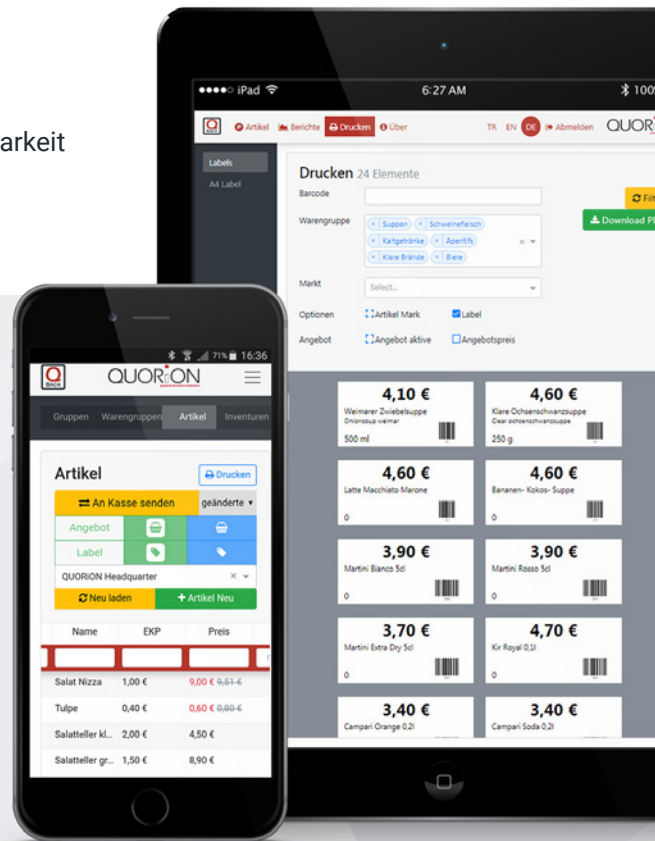 arkeit
iPad
6:27 AM
100%
Artikel
Berichte
Drucken
Über
TR
EN
DE
Abmelden
QUORi
Labels
A4 Label
Drucken 24 Elemente
Barcode
Filt
Download P
Warengruppe
× Suppen
× Schweinefleisch
× Kaltgetränke
× Aperitifs
× Klare Brände
× Biere
Markt
Select...
Optionen
Artikel Mark
Label
Angebot
Angebot aktive
Angebotspreis
4,10 €
Weimarer Zwiebelsuppe
Onionsoup weimar
500 ml
4,60 €
Klare Ochsenschwanzsuppe
Clear ochsenschwanzsuppe
250 g
4,60 €
Latte Macchiato Marone
0
4,60 €
Bananen- Kokos- Suppe
0
3,90 €
Martini Bianco 5cl
0
3,90 €
Martini Rosso 5cl
0
3,70 €
Martini Extra Dry 5cl
0
4,70 €
Kir Royal 0,1l
0
3,40 €
Campari Orange 0,2l
3,40 €
Campari Soda 0,2l
71% 16:36
BACK
QUORiON
Gruppen
Warengruppen
Artikel
Inventuren
Artikel
Drucken
An Kasse senden
geänderte
Angebot
Label
QUORiON Headquarter
Neu laden
+ Artikel Neu
Name EKP Preis
Salat Nizza 1,00 € 9,00 € 9,51 €
Tulpe 0,40 € 0,60 € 0,80 €
Salatteller kl... 2,00 € 4,50 €
Salatteller gr... 1,50 € 8,90 €